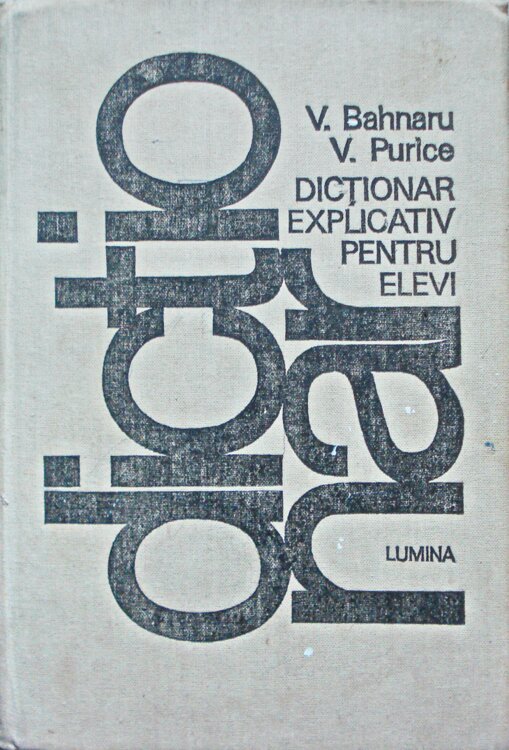 V. Bahnaru
V. Purice
DICȚIONAR
EXPLICATIV
PENTRU
ELEVI
dictio
nar
LUMINA